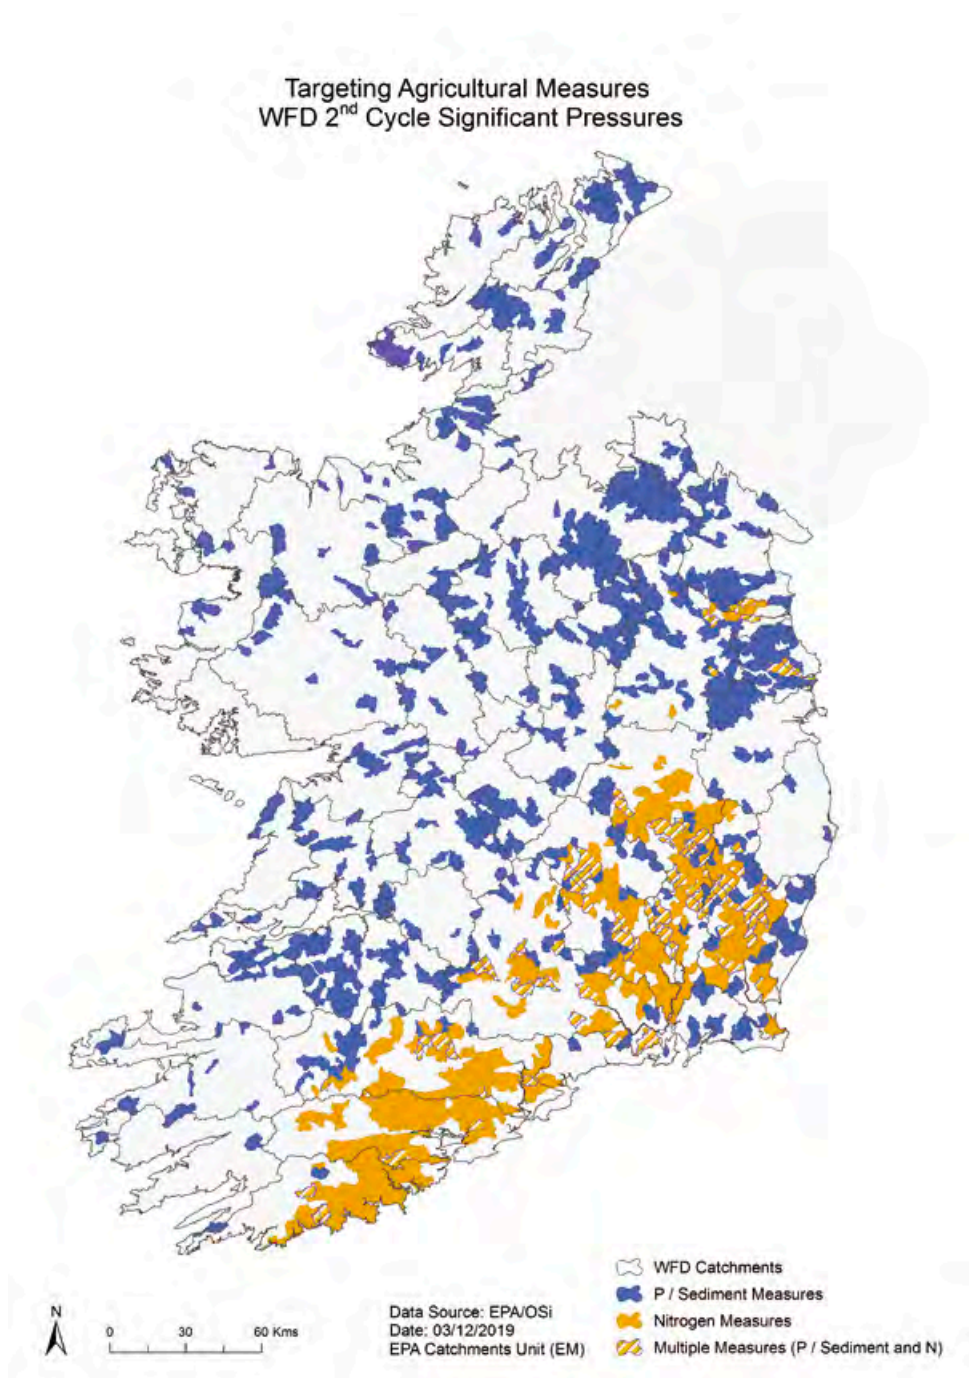 Targeting Agricultural Measures
WFD 2nd Cycle Significant Pressures
WFD Catchments
P / Sediment Measures
Nitrogen Measures
Multiple Measures (P / Sediment and N)
N
0 30 60 Kms
Data Source: EPA/OSi
Date: 03/12/2019
EPA Catchments Unit (EM)